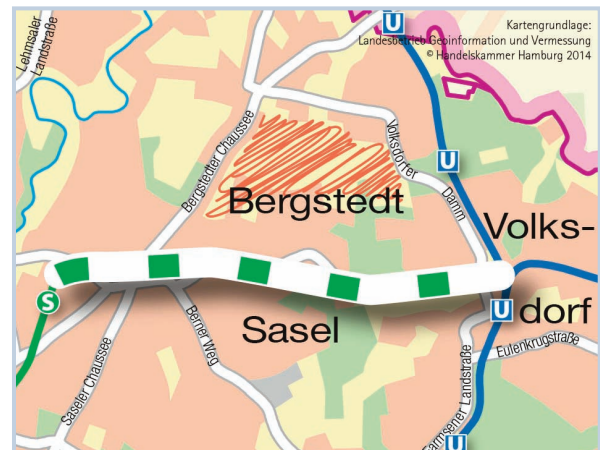 U
Kartengrundlage:
Landesbetrieb Geoinformation und Vermessung
© Handelskammer Hamburg 2014
Lehmsaler
Landstraße
Bergstedter Chaussee
Volksdorfer
Damm
U
Bergstedt
Volks-
dorf
S
U
Sasel
Eulenkrugstraße
Berner Weg
Saseler Chaussee
Farmsener Landstraße
U